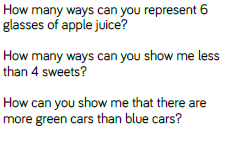 How many ways can you represent 6
glasses of apple juice?
How many ways can you show me less
than 4 sweets?
How can you show me that there are
more green cars than blue cars?